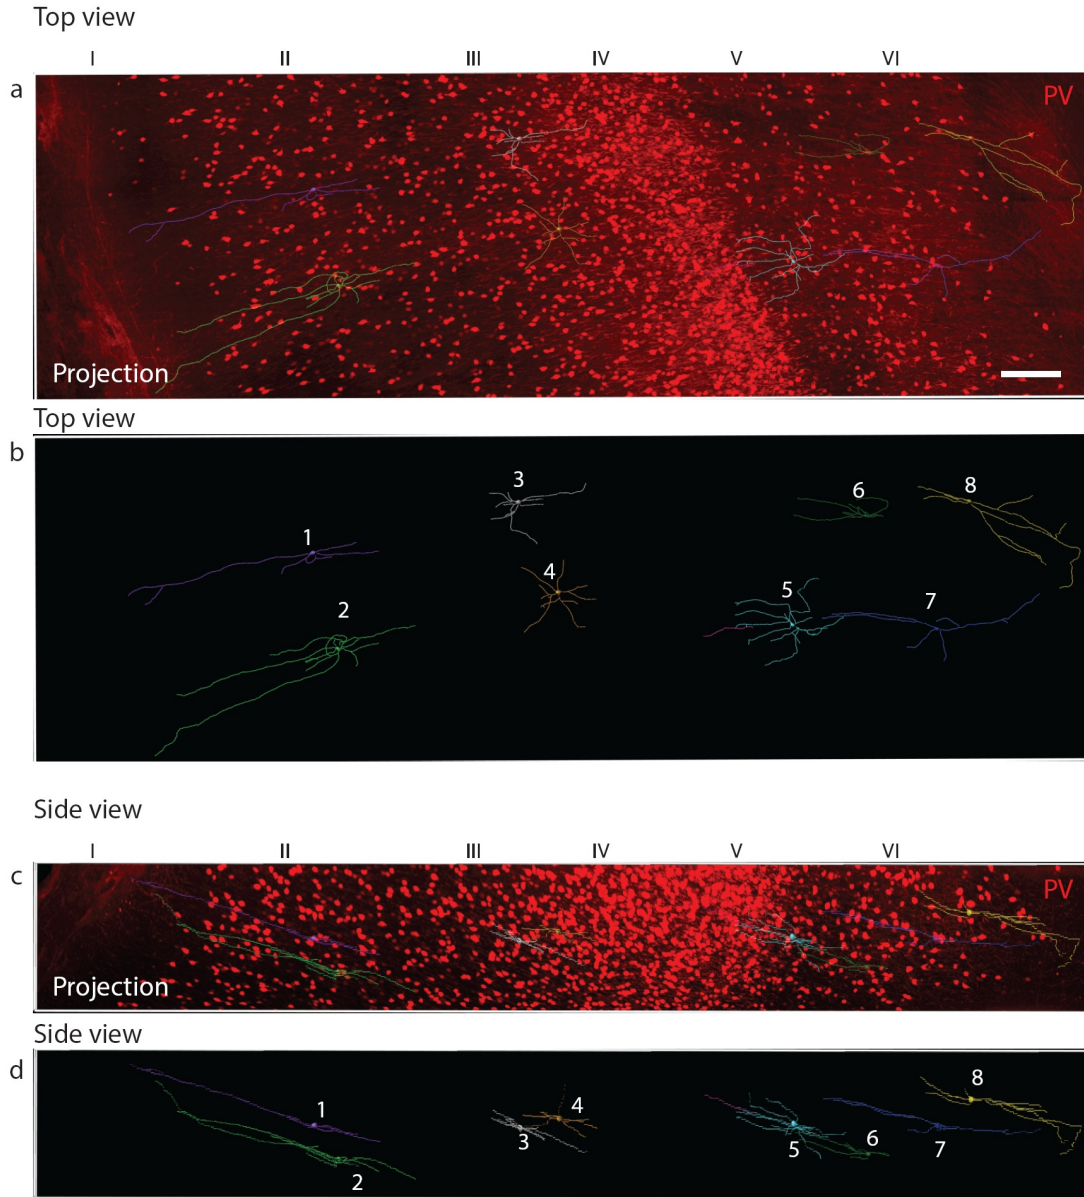 Top view
I II III IV V VI
a
PV
Projection
Top view
b
3
8
6
1
4
5
7
2
Side view
I II III IV V VI
c
PV
Projection
Side view
d
8
1
4
3
6
5
7
2